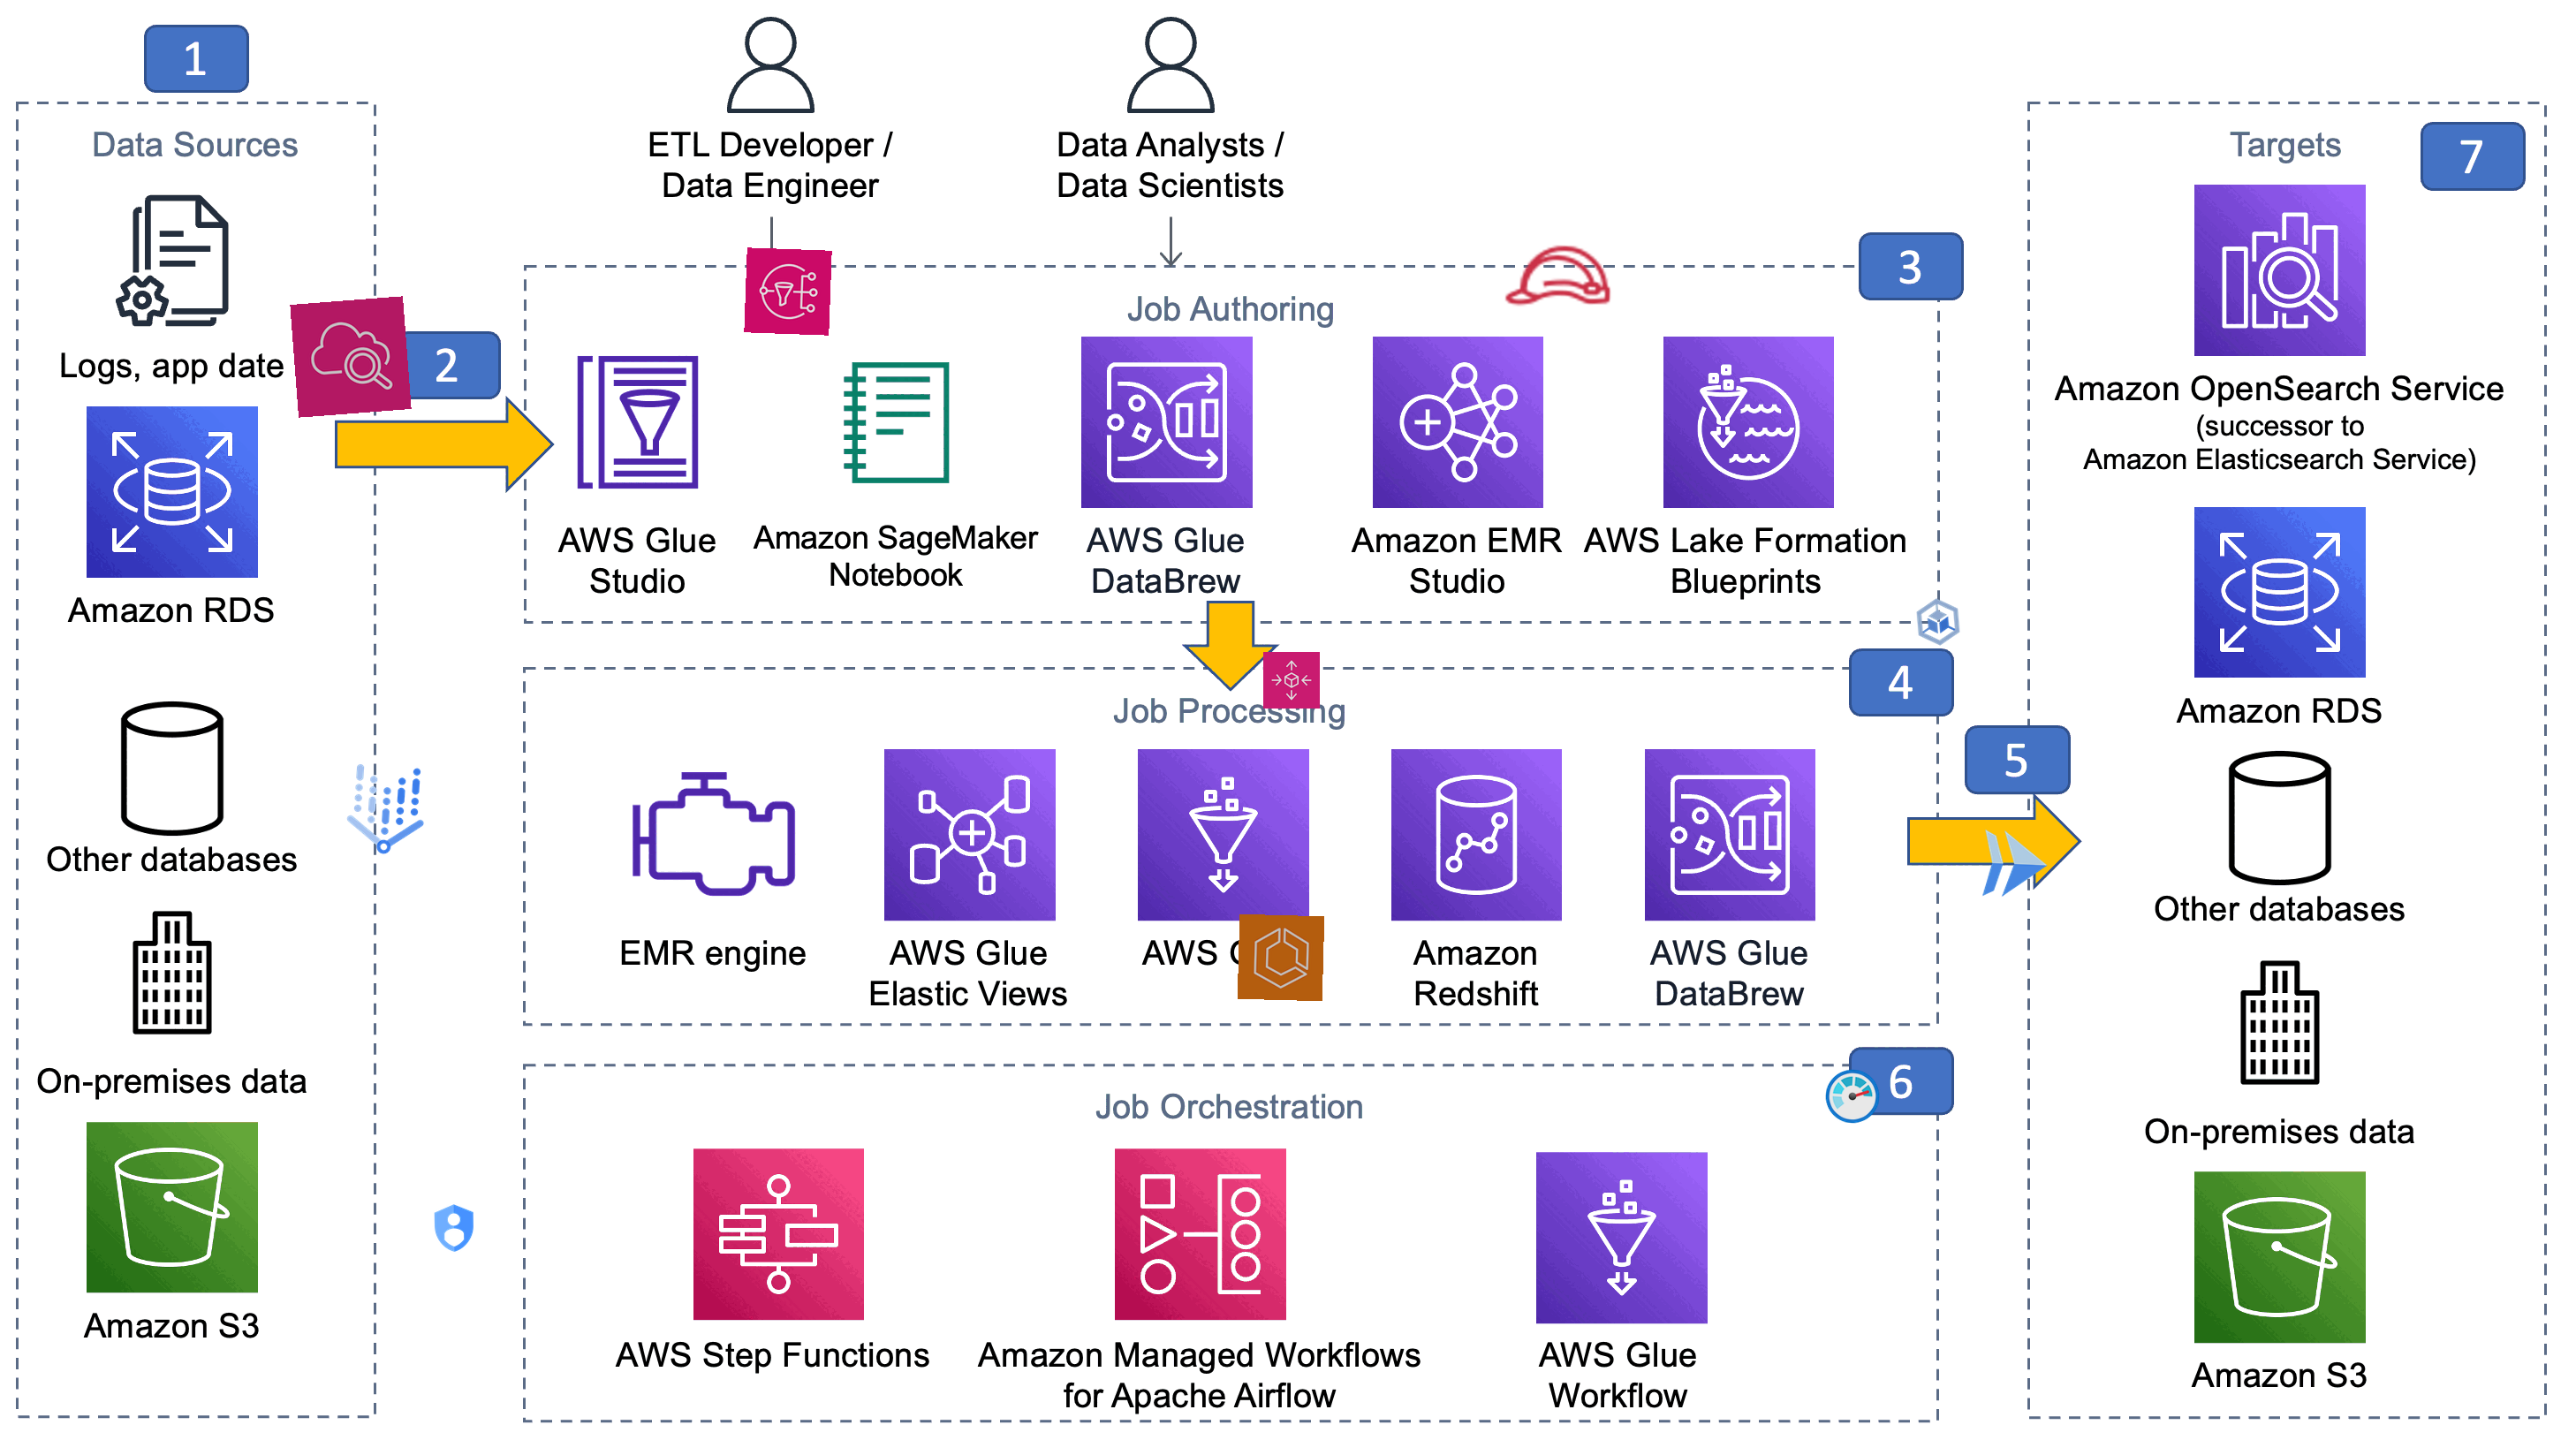 1
Data Sources
Logs, app date
Amazon RDS
Other databases
On-premises data
Amazon S3
2
ETL Developer /
Data Engineer
Data Analysts /
Data Scientists
3
Job Authoring
AWS Glue
Studio
Amazon SageMaker
Notebook
AWS Glue
DataBrew
Amazon EMR
Studio
AWS Lake Formation
Blueprints
4
Job Processing
EMR engine
AWS Glue
Elastic Views
AWS
Amazon
Redshift
AWS Glue
DataBrew
5
6
Job Orchestration
AWS Step Functions
Amazon Managed Workflows
for Apache Airflow
AWS Glue
Workflow
7
Targets
Amazon OpenSearch Service
(successor to
Amazon Elasticsearch Service)
Amazon RDS
Other databases
On-premises data
Amazon S3